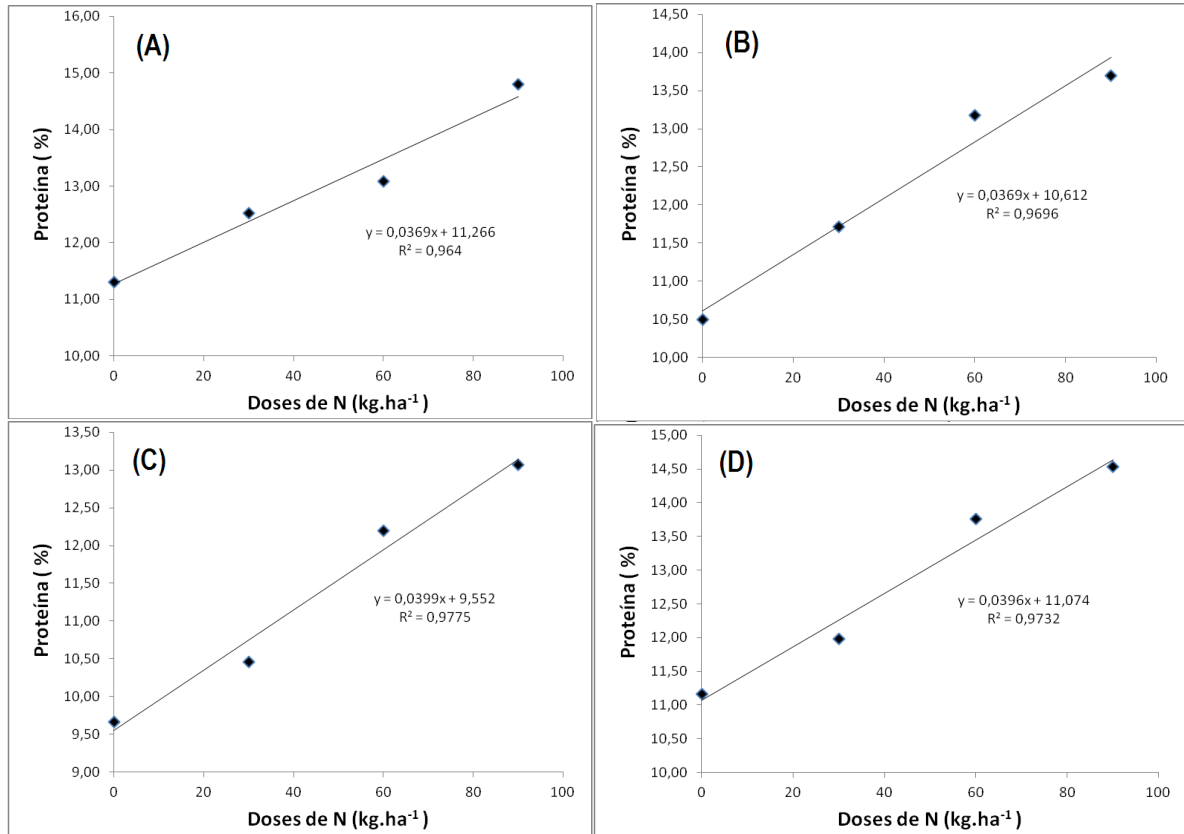 (A)
Proteína ( %)
16,00
15,00
14,00
13,00
12,00
11,00
10,00
y = 0,0369x + 11,266
R² = 0,964
0 20 40 60 80 100
Doses de N (kg.ha⁻¹)
(B)
Proteína ( %)
14,50
14,00
13,50
13,00
12,50
12,00
11,50
11,00
10,50
10,00
y = 0,0369x + 10,612
R² = 0,9696
0 20 40 60 80 100
Doses de N (kg.ha⁻¹)
(C)
Proteína ( %)
13,50
13,00
12,50
12,00
11,50
11,00
10,50
10,00
9,50
9,00
y = 0,0399x + 9,552
R² = 0,9775
0 20 40 60 80 100
Doses de N (kg.ha⁻¹)
(D)
Proteína ( %)
15,00
14,50
14,00
13,50
13,00
12,50
12,00
11,50
11,00
10,50
10,00
y = 0,0396x + 11,074
R² = 0,9732
0 20 40 60 80 100
Doses de N (kg.ha⁻¹)